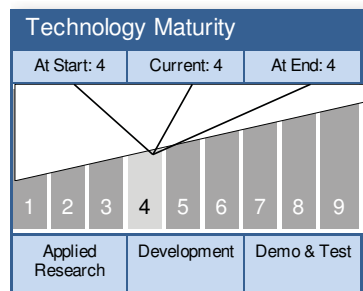 Technology Maturity
At Start: 4 Current: 4 At End: 4
1 2 3 4 5 6 7 8 9
Applied Development Demo & Test
Research